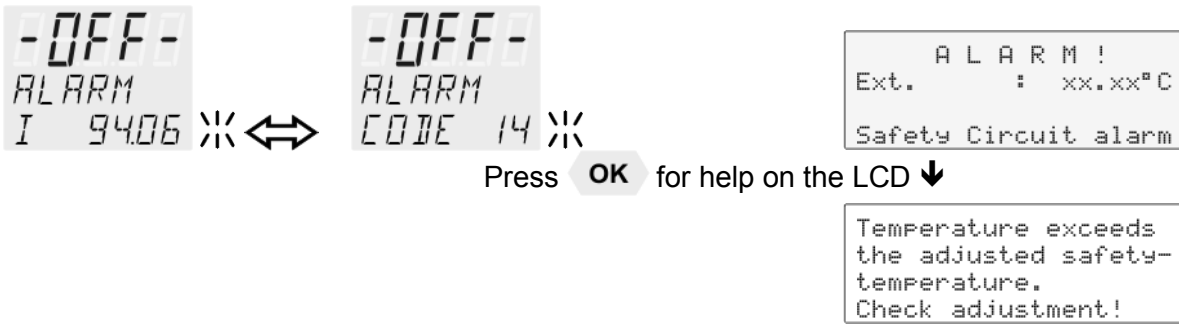 -OFF-
ALARM
I 94.06
-OFF-
ALARM
CODE 14
A L A R M !
Ext. : xx.xx°C
Safety Circuit alarm
Press OK for help on the LCD
Temperature exceeds
the adjusted safety-
temperature.
Check adjustment!